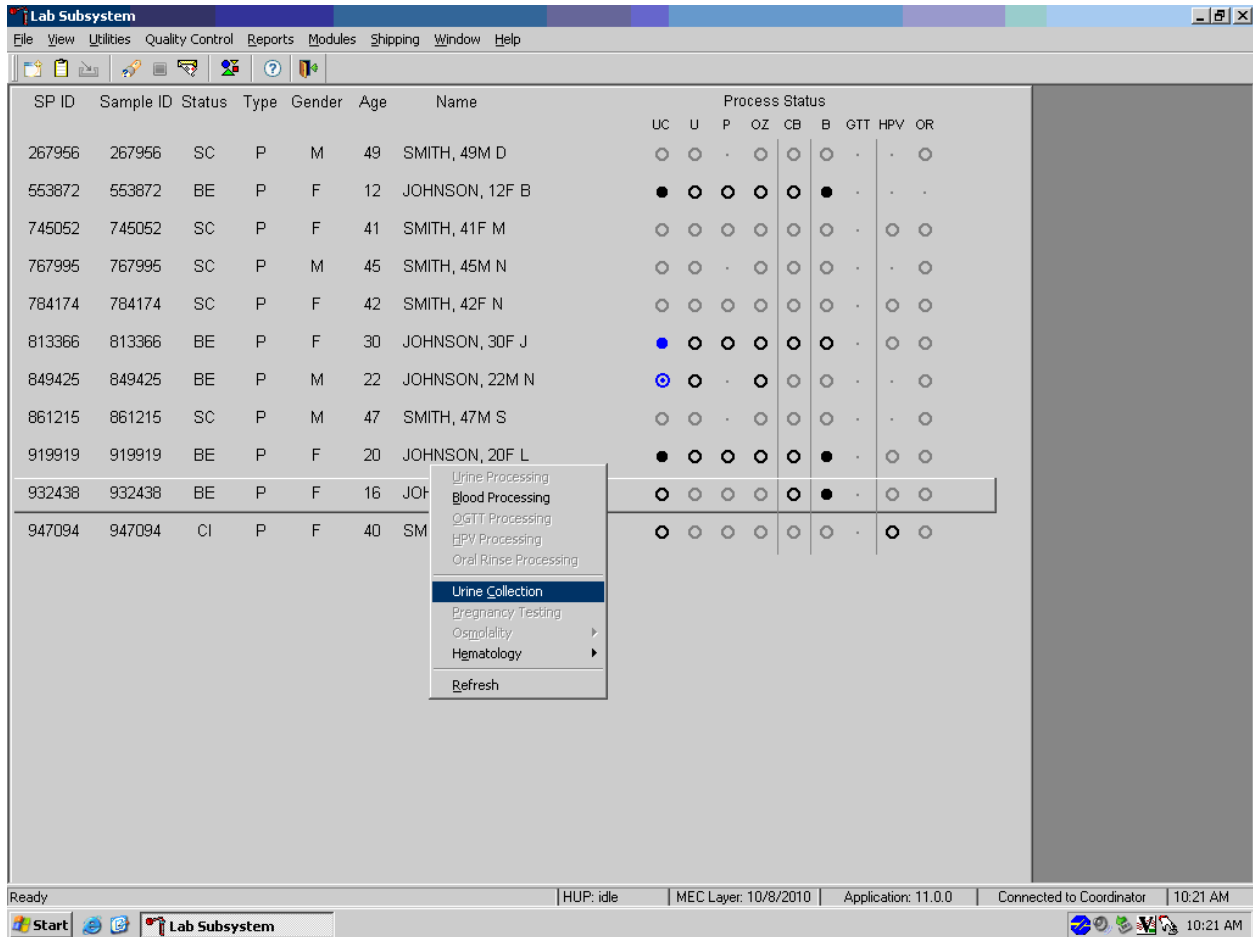 Lab Subsystem
File View Utilities Quality Control Reports Modules Shipping Window Help
SP ID Sample ID Status Type Gender Age Name Process Status
UC U P OZ CB B GTT HPV OR
267956 267956 SC P M 49 SMITH, 49M D
553872 553872 BE P F 12 JOHNSON, 12F B
745052 745052 SC P F 41 SMITH, 41F M
767995 767995 SC P M 45 SMITH, 45M N
784174 784174 SC P F 42 SMITH, 42F N
813366 813366 BE P F 30 JOHNSON, 30F J
849425 849425 BE P M 22 JOHNSON, 22M N
861215 861215 SC P M 47 SMITH, 47M S
919919 919919 BE P F 20 JOHNSON, 20F L
932438 932438 BE P F 16 JOH
947094 947094 CI P F 40 SM
Urine Processing
Blood Processing
OGTT Processing
HPV Processing
Oral Rinse Processing
Urine Collection
Pregnancy Testing
Osmolality
Hematology
Refresh
Ready HUP: idle MEC Layer: 10/8/2010 Application: 11.0.0 Connected to Coordinator 10:21 AM
Start Lab Subsystem 10:21 AM